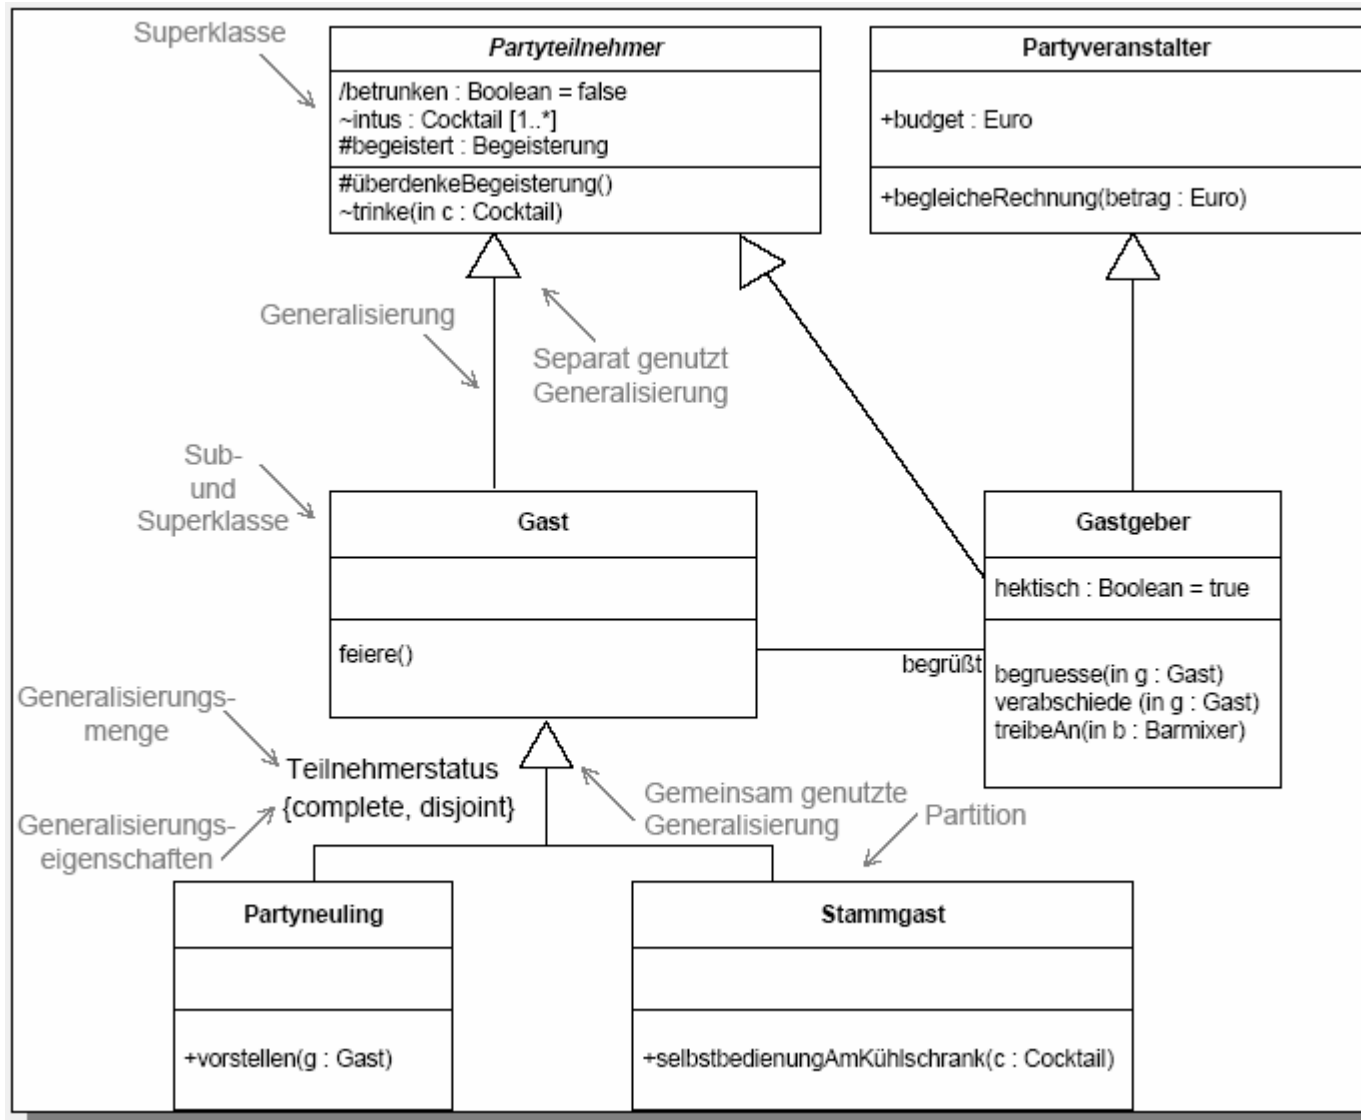 Superklasse
Partyteilnehmer
/betrunken : Boolean = false
~intus : Cocktail [1..*]
#begeistert : Begeisterung
#überdenkeBegeisterung()
~trinke(in c : Cocktail)
Partyveranstalter
+budget : Euro
+begleicheRechnung(betrag : Euro)
Generalisierung
Separat genutzt
Generalisierung
Sub-
und
Superklasse
Gast
feiere()
begrüßt
Gastgeber
hektisch : Boolean = true
begruesse(in g : Gast)
verabschiede (in g : Gast)
treibeAn(in b : Barmixer)
Generalisierungs-
menge
Teilnehmerstatus
{complete, disjoint}
Generalisierungs-
eigenschaften
Gemeinsam genutzte
Generalisierung
Partition
Partyneuling
+vorstellen(g : Gast)
Stammgast
+selbstbedienungAmKühlschrank(c : Cocktail)